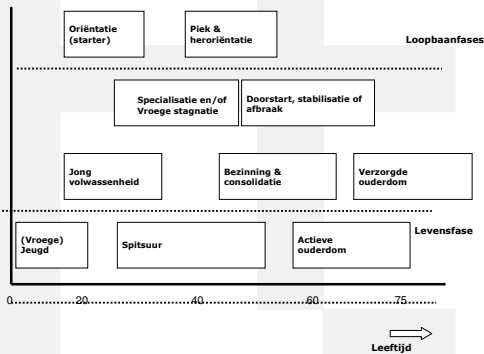 Oriëntatie
(starter)
Piek &
heroriëntatie
Loopbaanfases
Specialisatie en/of
Vroege stagnatie
Doorstart, stabilisatie of
afbraak
Jong
volwassenheid
Bezinning &
consolidatie
Verzorgde
ouderdom
Levensfase
(Vroege)
Jeugd
Spitsuur
Actieve
ouderdom
0 20 40 60 75
Leeftijd